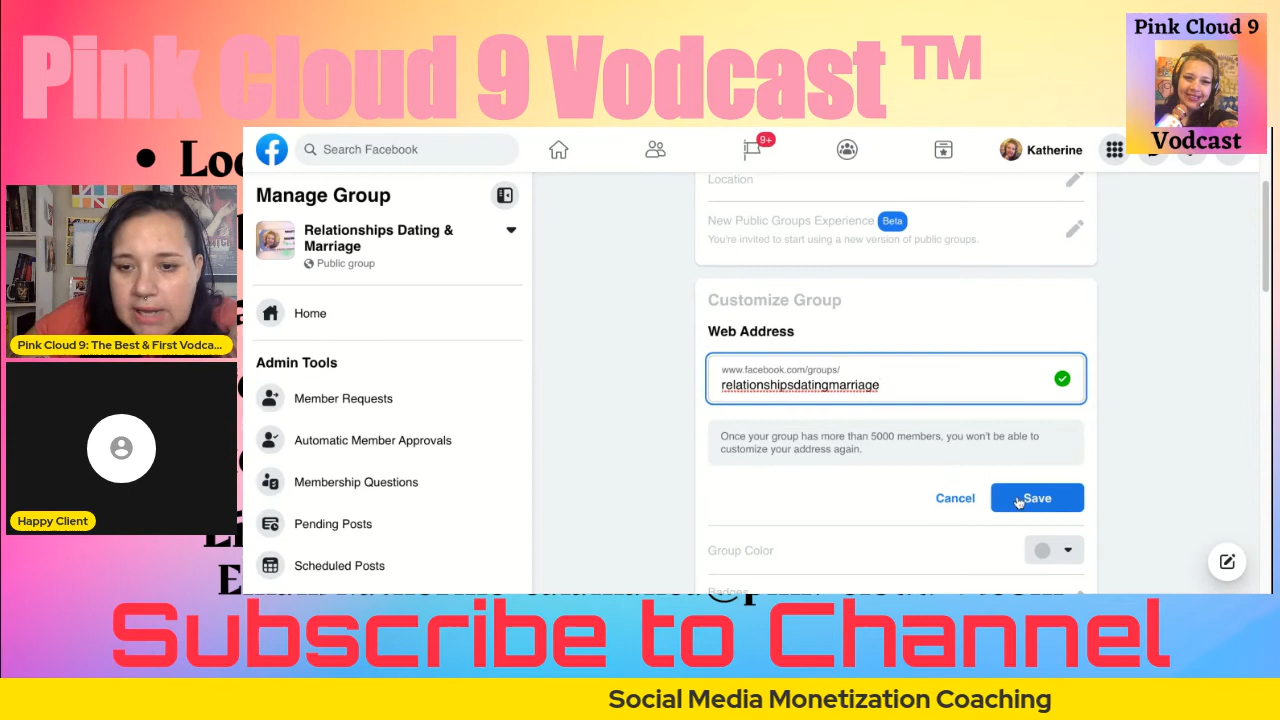 Pink Cloud 9 Vodcast ™
Pink Cloud 9
Vodcast
Search Facebook
9+
Katherine
Manage Group
Relationships Dating &
Marriage
Public group
Home
Admin Tools
Member Requests
Automatic Member Approvals
Membership Questions
Pending Posts
Scheduled Posts
Location
New Public Groups Experience Beta
You're invited to start using a new version of public groups.
Customize Group
Web Address
www.facebook.com/groups/
relationshipsdatingmarriage
Once your group has more than 5000 members, you won't be able to
customize your address again.
Cancel Save
Group Color
Badges
Pink Cloud 9: The Best & First Vodca...
Happy Client
Subscribe to Channel
Social Media Monetization Coaching